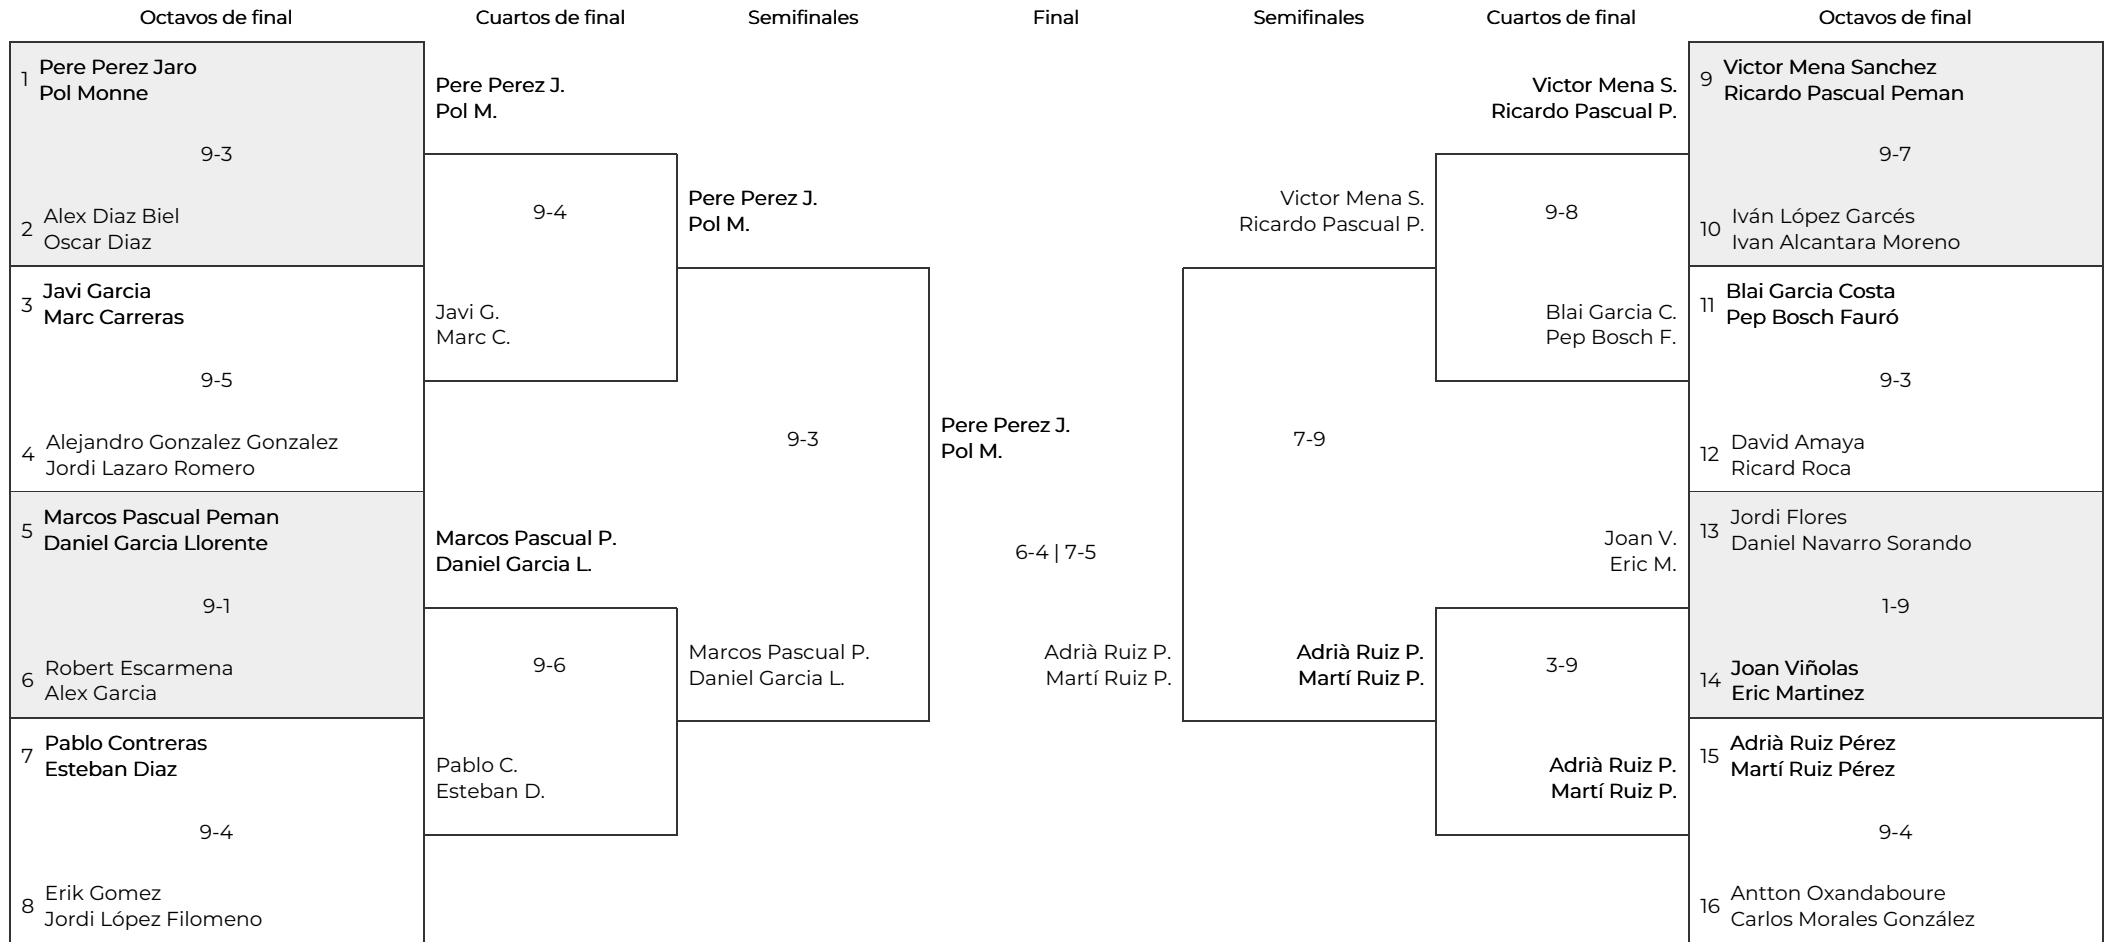 Octavos de final
Cuartos de final
Semifinales
Final
Semifinales
Cuartos de final
Octavos de final
1
Pere Perez Jaro
Pol Monne
9-3
2
Alex Diaz Biel
Oscar Diaz
3
Javi Garcia
Marc Carreras
9-5
4
Alejandro Gonzalez Gonzalez
Jordi Lazaro Romero
5
Marcos Pascual Peman
Daniel Garcia Llorente
9-1
6
Robert Escarmena
Alex Garcia
7
Pablo Contreras
Esteban Diaz
9-4
8
Erik Gomez
Jordi López Filomeno
Pere Perez J.
Pol M.
9-4
Javi G.
Marc C.
Marcos Pascual P.
Daniel Garcia L.
9-6
Pablo C.
Esteban D.
Pere Perez J.
Pol M.
9-3
Marcos Pascual P.
Daniel Garcia L.
Pere Perez J.
Pol M.
6-4 | 7-5
Adrià Ruiz P.
Martí Ruiz P.
Victor Mena S.
Ricardo Pascual P.
7-9
Adrià Ruiz P.
Martí Ruiz P.
Victor Mena S.
Ricardo Pascual P.
9-8
Blai Garcia C.
Pep Bosch F.
Joan V.
Eric M.
3-9
Adrià Ruiz P.
Martí Ruiz P.
9
Victor Mena Sanchez
Ricardo Pascual Peman
9-7
10
Iván López Garcés
Ivan Alcantara Moreno
11
Blai Garcia Costa
Pep Bosch Fauró
9-3
12
David Amaya
Ricard Roca
13
Jordi Flores
Daniel Navarro Sorando
1-9
14
Joan Viñolas
Eric Martinez
15
Adrià Ruiz Pérez
Martí Ruiz Pérez
9-4
16
Antton Oxandaboure
Carlos Morales González